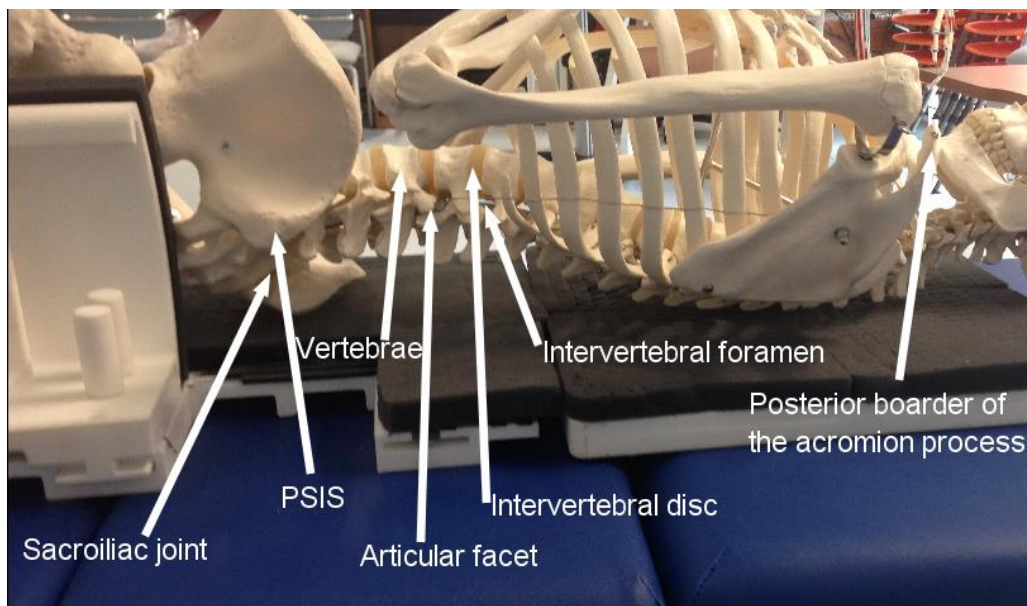 Vertebrae
Intervertebral foramen
Posterior boarder of
the acromion process
PSIS
Intervertebral disc
Sacroiliac joint
Articular facet